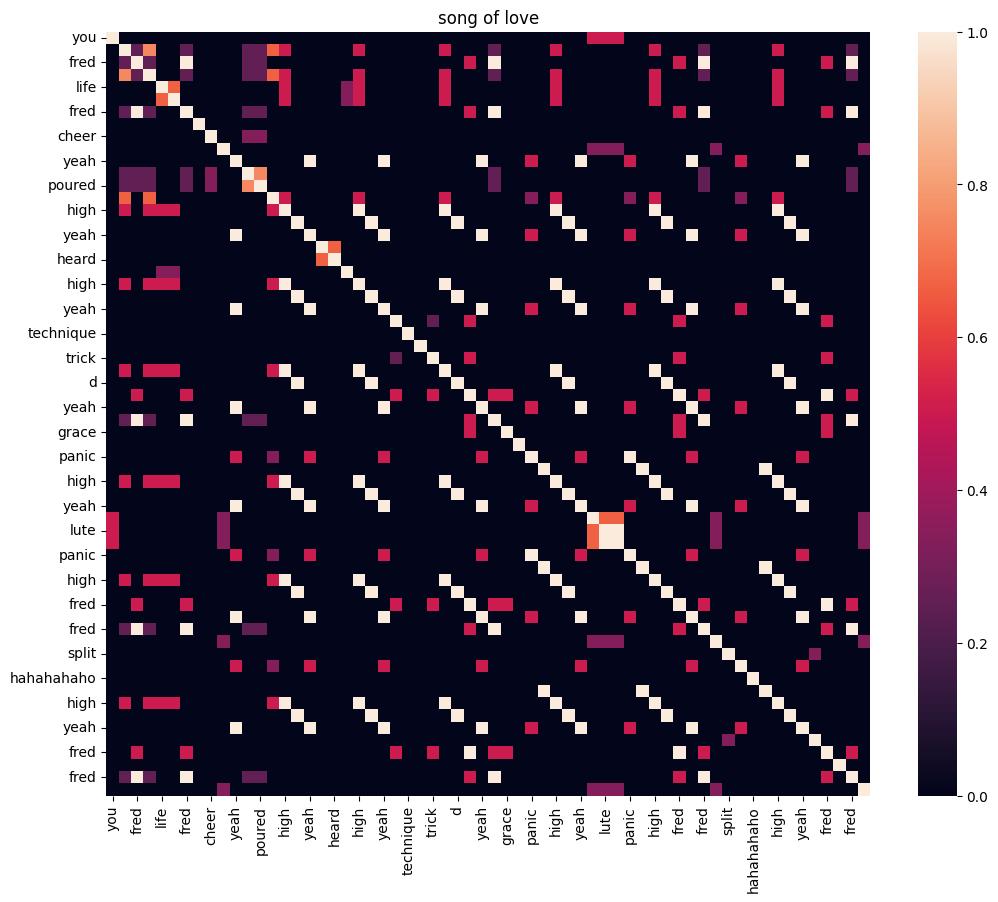 song of love
you
fred
life
fred
cheer
yeah
poured
high
yeah
heard
high
yeah
technique
trick
d
yeah
grace
panic
high
yeah
lute
panic
high
fred
fred
split
hahahahaho
high
yeah
fred
fred
you
fred
life
fred
cheer
yeah
poured
high
yeah
heard
high
yeah
technique
trick
d
yeah
grace
panic
high
yeah
lute
panic
high
fred
fred
split
hahahahaho
high
yeah
fred
fred
1.0
0.8
0.6
0.4
0.2
0.0